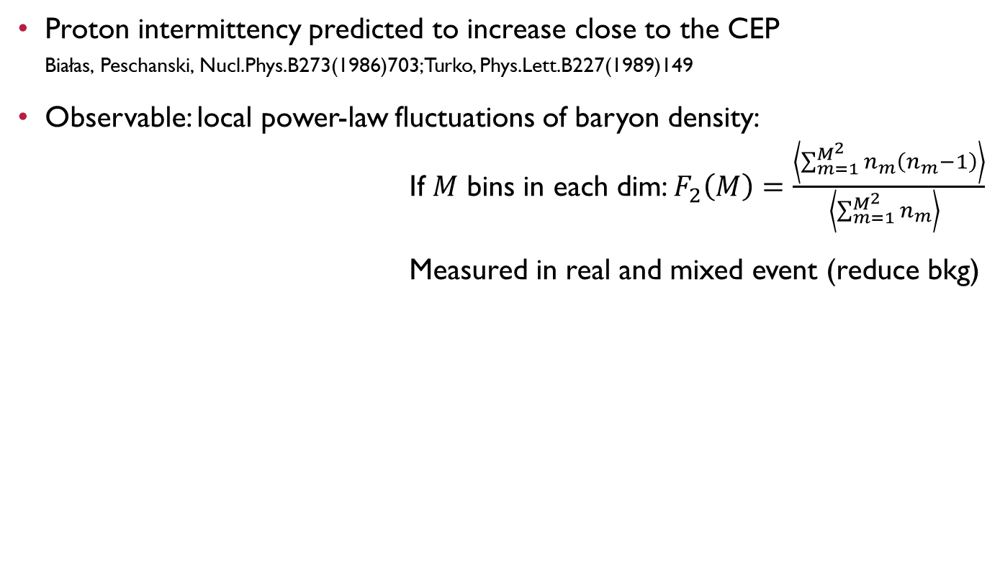 • Proton intermittency predicted to increase close to the CEP
Białas, Peschanski, Nucl.Phys.B273(1986)703;Turko, Phys.Lett.B227(1989)149
• Observable: local power-law fluctuations of baryon density:
If M bins in each dim: F₂(M) = ⟨∑_{m=1}^{M²} n_m(n_m−1)⟩ / ⟨∑_{m=1}^{M²} n_m⟩
Measured in real and mixed event (reduce bkg)